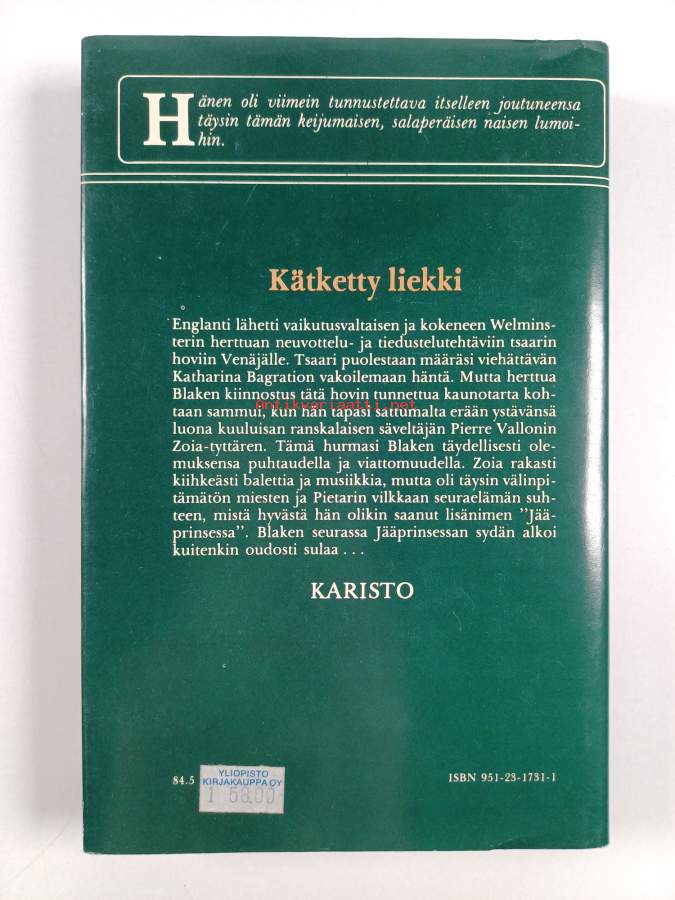 Hänen oli viimein tunnustettava itselleen joutuneensa
täysin tämän keijumaisen, salaperäisen naisen lumoi-
hin.
Kätketty liekki
Englanti lähetti vaikutusvaltaisen ja kokeneen Welmins-
terin herttuan neuvottelu- ja tiedustelutehtäviin tsaarin
hoviin Venäjälle. Tsaari puolestaan määräsi viehättävän
Katharina Bagration vakoilemaan häntä. Mutta herttua
Blaken kiinnostus tätä hovin tunnettua kaunotarta koh-
taan sammui, kun hän tapasi sattumalta erään ystävänsä
luona kuuluisan ranskalaisen säveltäjän Pierre Vallonin
Zoia-tyttären. Tämä hurmasi Blaken täydellisesti ole-
muksensa puhtaudella ja viattomuudella. Zoia rakasti
kiihkeästi balettia ja musiikkia, mutta oli täysin välinpi-
tämätön miesten ja Pietarin vilkkaan seuraelämän suh-
teen, mistä hyvästä hän olikin saanut lisänimen "Jää-
prinsessa". Blaken seurassa Jääprinsessan sydän alkoi
kuitenkin oudosti sulaa . . .
antikvariaatti.net
KARISTO
84.5
YLIOPISTO
KIRJAKAUPPA OY
1 58.00
ISBN 951-23-1731-1